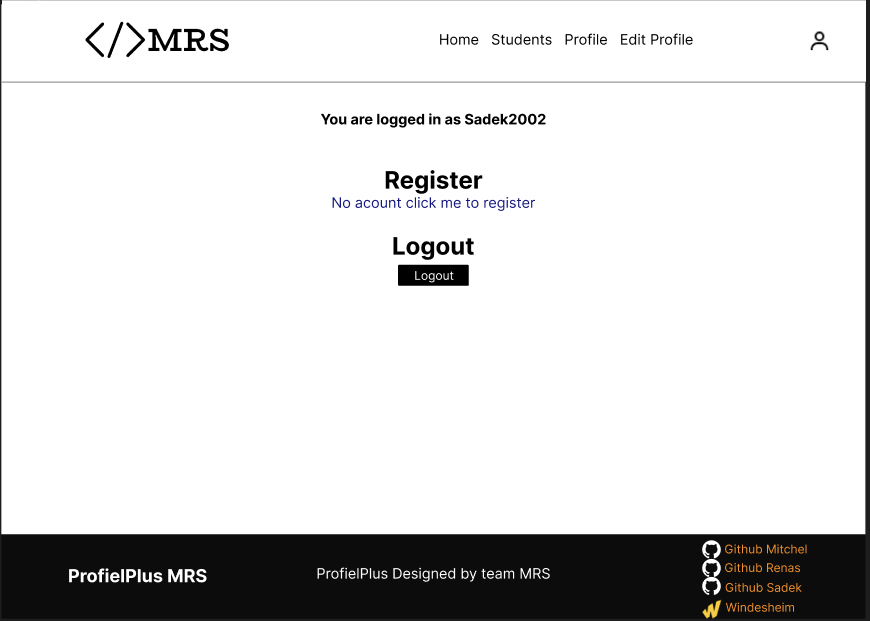 </>MRS
Home Students Profile Edit Profile
You are logged in as Sadek2002
Register
No acount click me to register
Logout
Logout
ProfielPlus MRS
ProfielPlus Designed by team MRS
Github Mitchel
Github Renas
Github Sadek
Windesheim